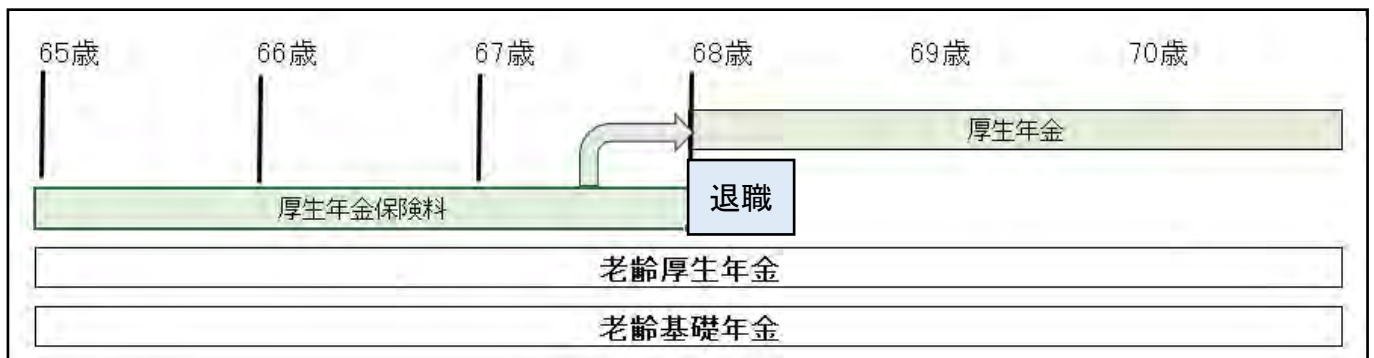 65歳 66歳 67歳 68歳 69歳 70歳
厚生年金
厚生年金保険料
退職
老齢厚生年金
老齢基礎年金